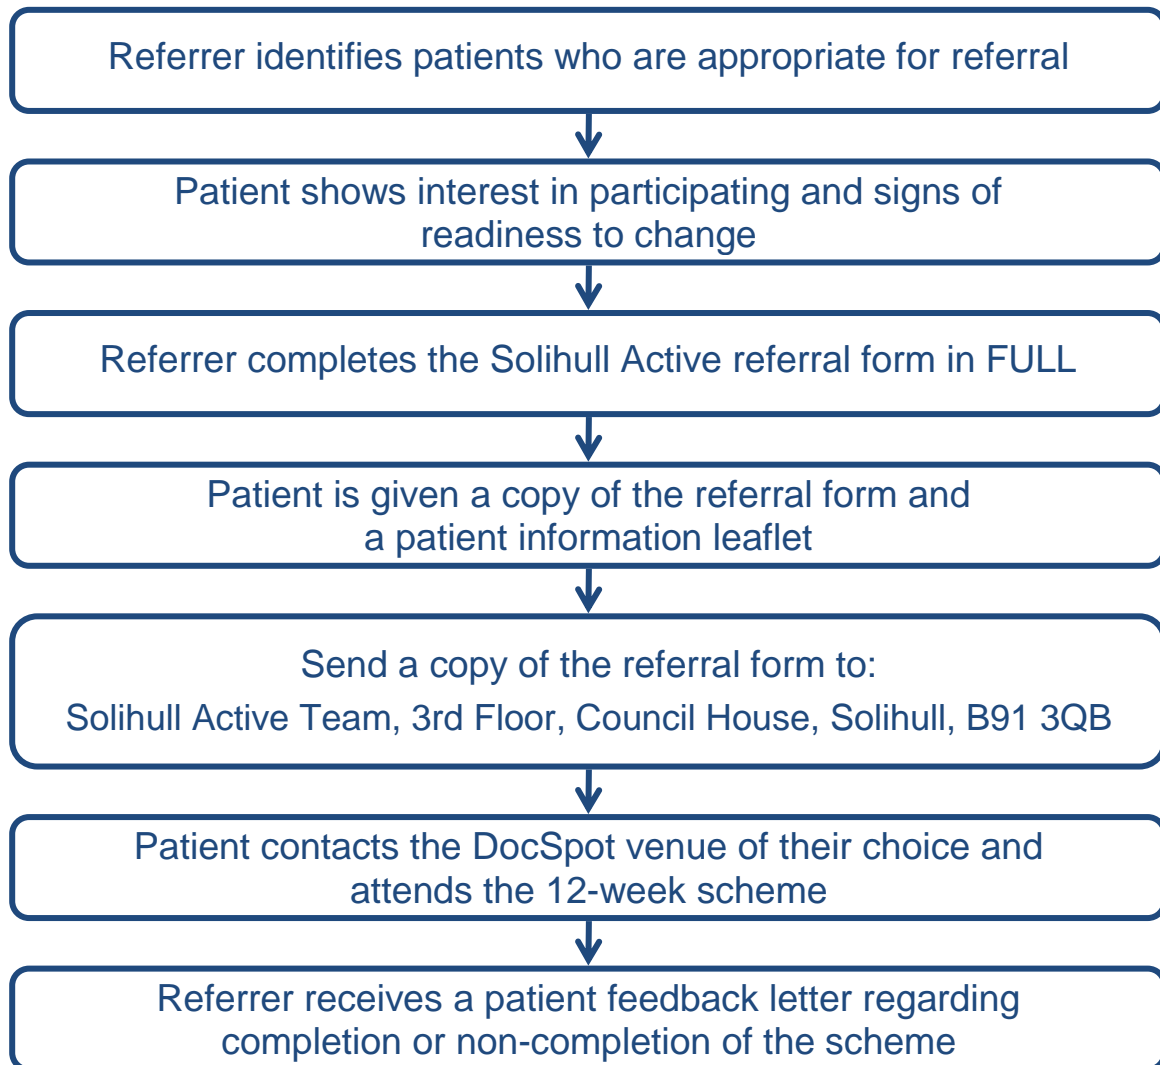 Referrer identifies patients who are appropriate for referral
Patient shows interest in participating and signs of
readiness to change
Referrer completes the Solihull Active referral form in FULL
Patient is given a copy of the referral form and
a patient information leaflet
Send a copy of the referral form to:
Solihull Active Team, 3rd Floor, Council House, Solihull, B91 3QB
Patient contacts the DocSpot venue of their choice and
attends the 12-week scheme
Referrer receives a patient feedback letter regarding
completion or non-completion of the scheme